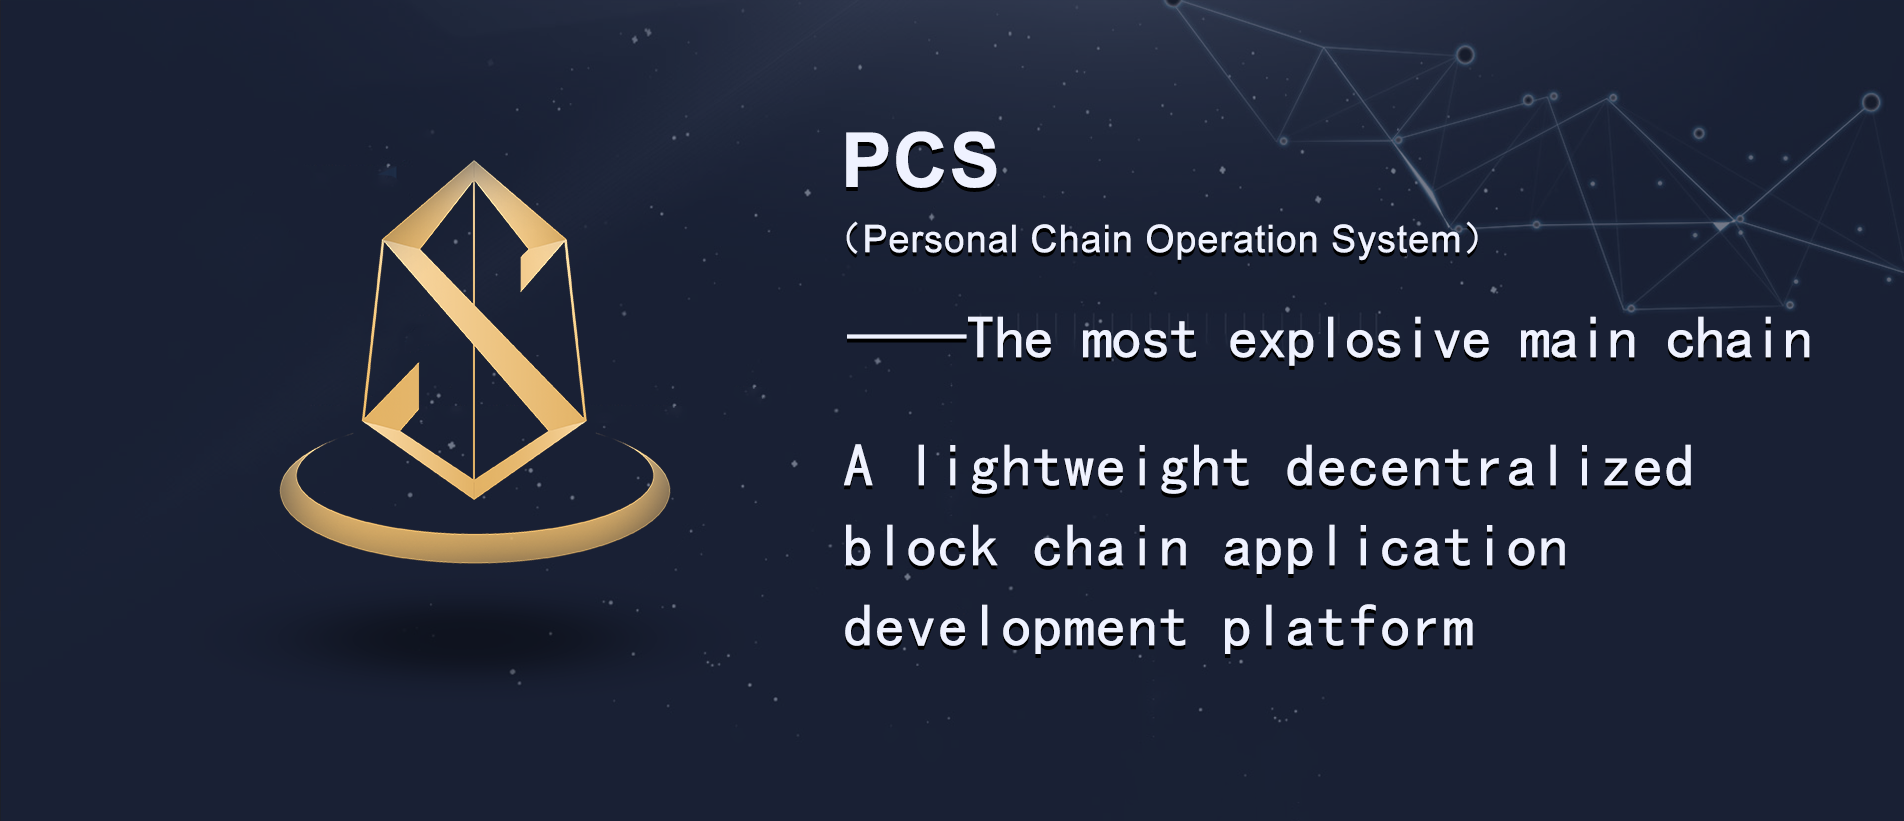 PCS
（Personal Chain Operation System）
——The most explosive main chain
A lightweight decentralized
block chain application
development platform